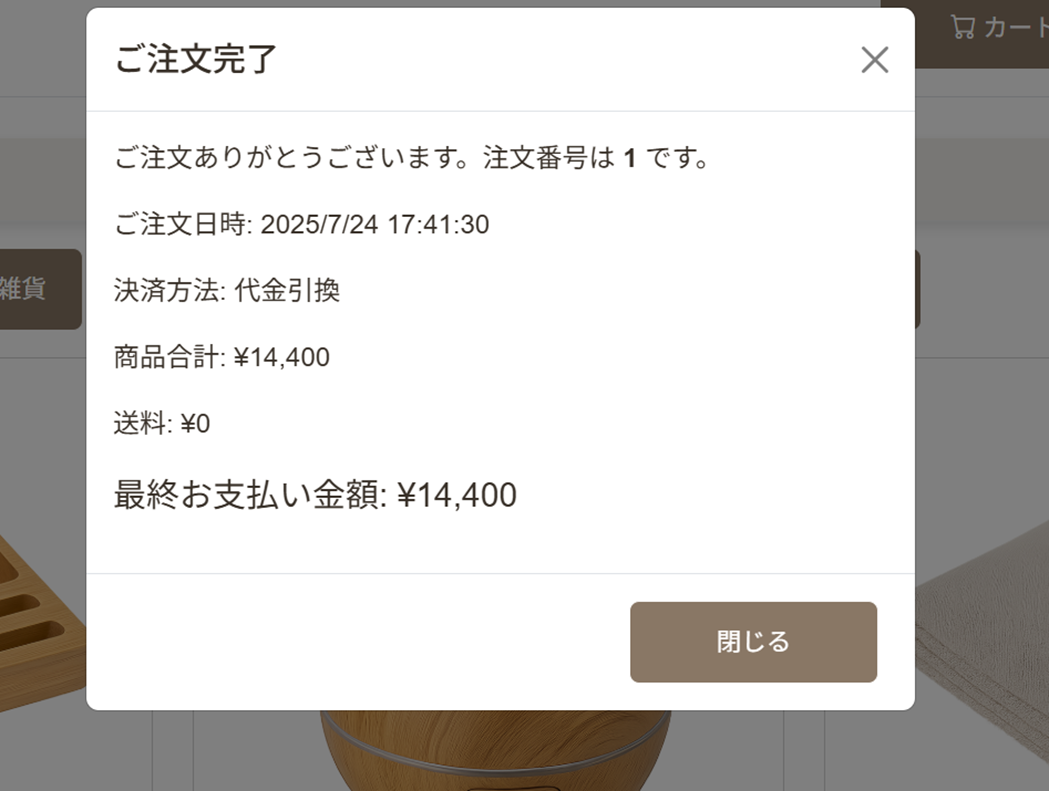 カート
ご注文完了
ご注文ありがとうございます。注文番号は 1 です。
ご注文日時: 2025/7/24 17:41:30
雑貨
決済方法: 代金引換
商品合計: ¥14,400
送料: ¥0
最終お支払い金額: ¥14,400
閉じる